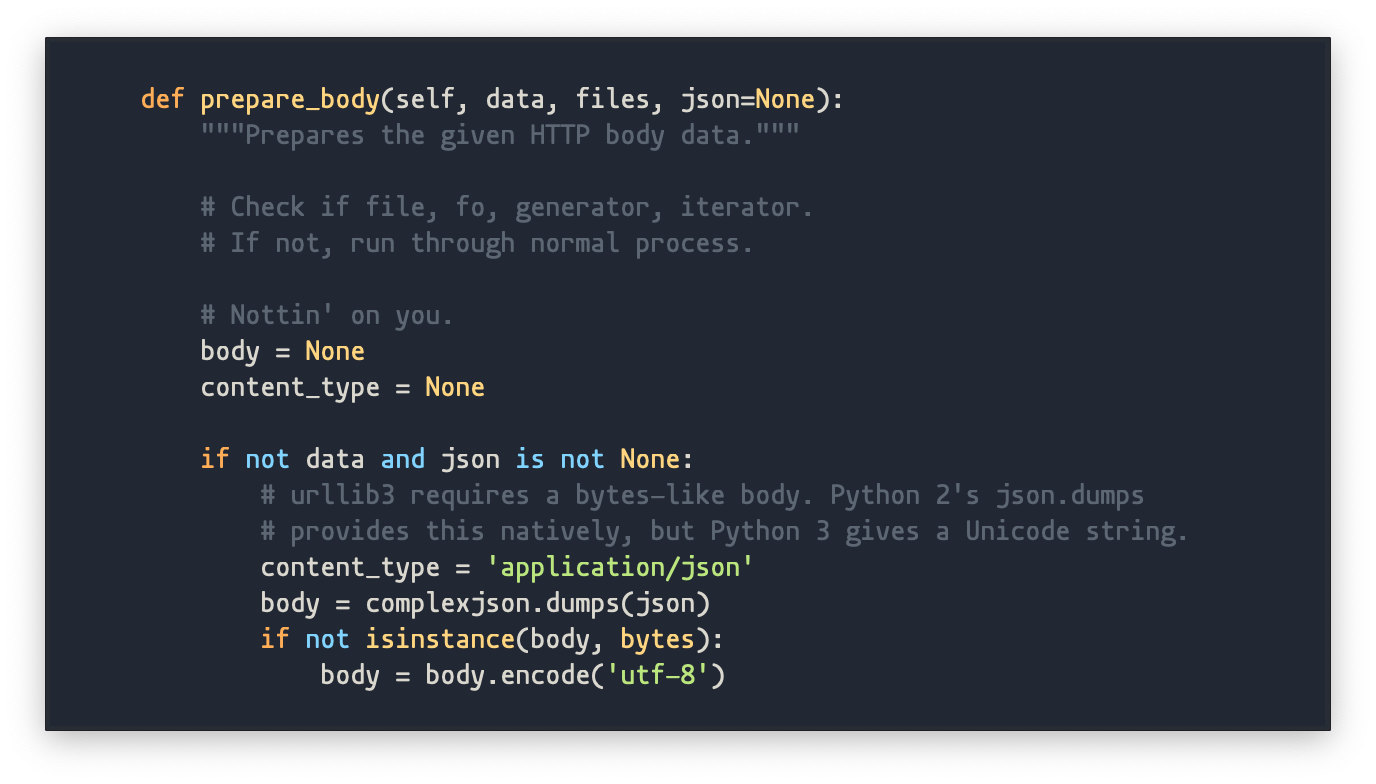 def prepare_body(self, data, files, json=None):
    """Prepares the given HTTP body data."""

    # Check if file, fo, generator, iterator.
    # If not, run through normal process.

    # Nottin' on you.
    body = None
    content_type = None

    if not data and json is not None:
        # urllib3 requires a bytes-like body. Python 2's json.dumps
        # provides this natively, but Python 3 gives a Unicode string.
        content_type = 'application/json'
        body = complexjson.dumps(json)
        if not isinstance(body, bytes):
            body = body.encode('utf-8')